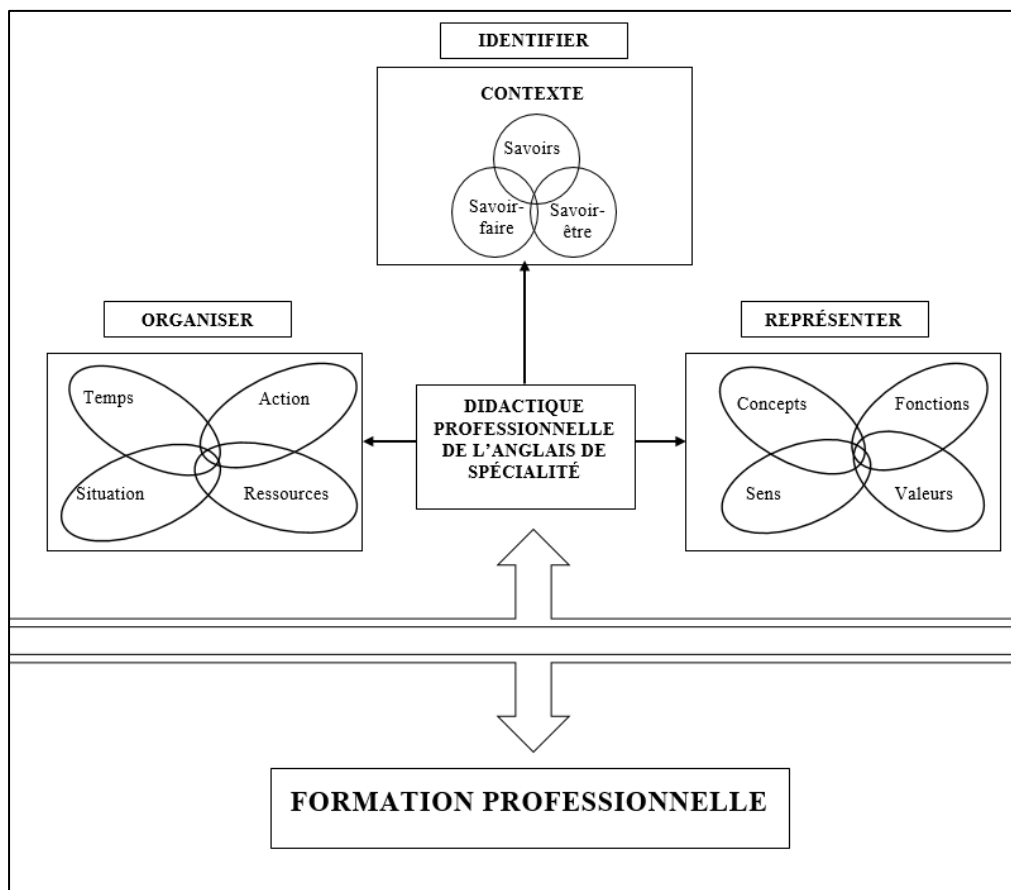 IDENTIFIER
CONTEXTE
Savoirs
Savoir-
faire
Savoir-
être
ORGANISER
Temps
Action
Situation
Ressources
DIDACTIQUE
PROFESSIONNELLE
DE L'ANGLAIS DE
SPÉCIALITÉ
REPRÉSENTER
Concepts
Fonctions
Sens
Valeurs
FORMATION PROFESSIONNELLE